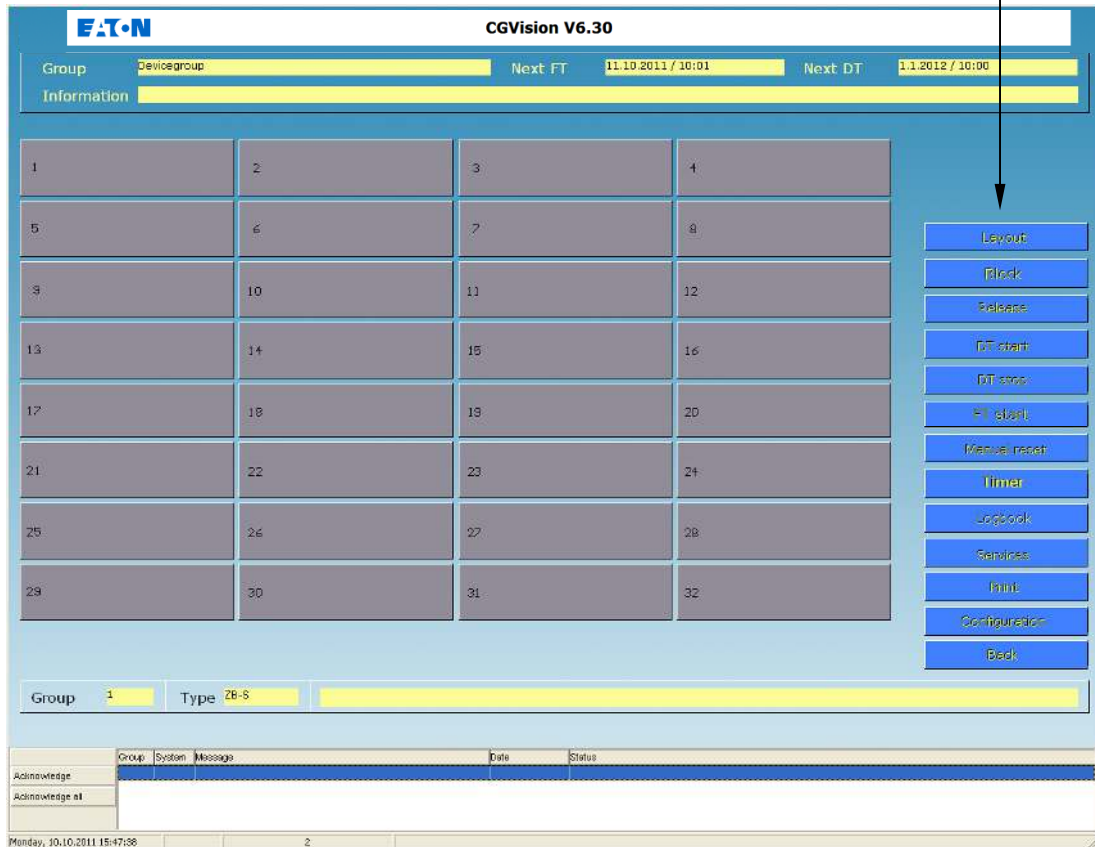 EATON
CGVision V6.30
Group Devicegroup Next FT 11.10.2011 / 10:01 Next DT 1.1.2012 / 10:00
Information
1 2 3 4
5 6 7 8
9 10 11 12
13 14 15 16
17 18 19 20
21 22 23 24
25 26 27 28
29 30 31 32
Layout
Block
Release
DT start
DT stop
FT start
Manual reset
Timer
Logbook
Services
Print
Configuration
Back
Group 1 Type ZB-S
Group System Message Date Status
Acknowledge
Acknowledge all
Monday, 10.10.2011 15:47:38 2